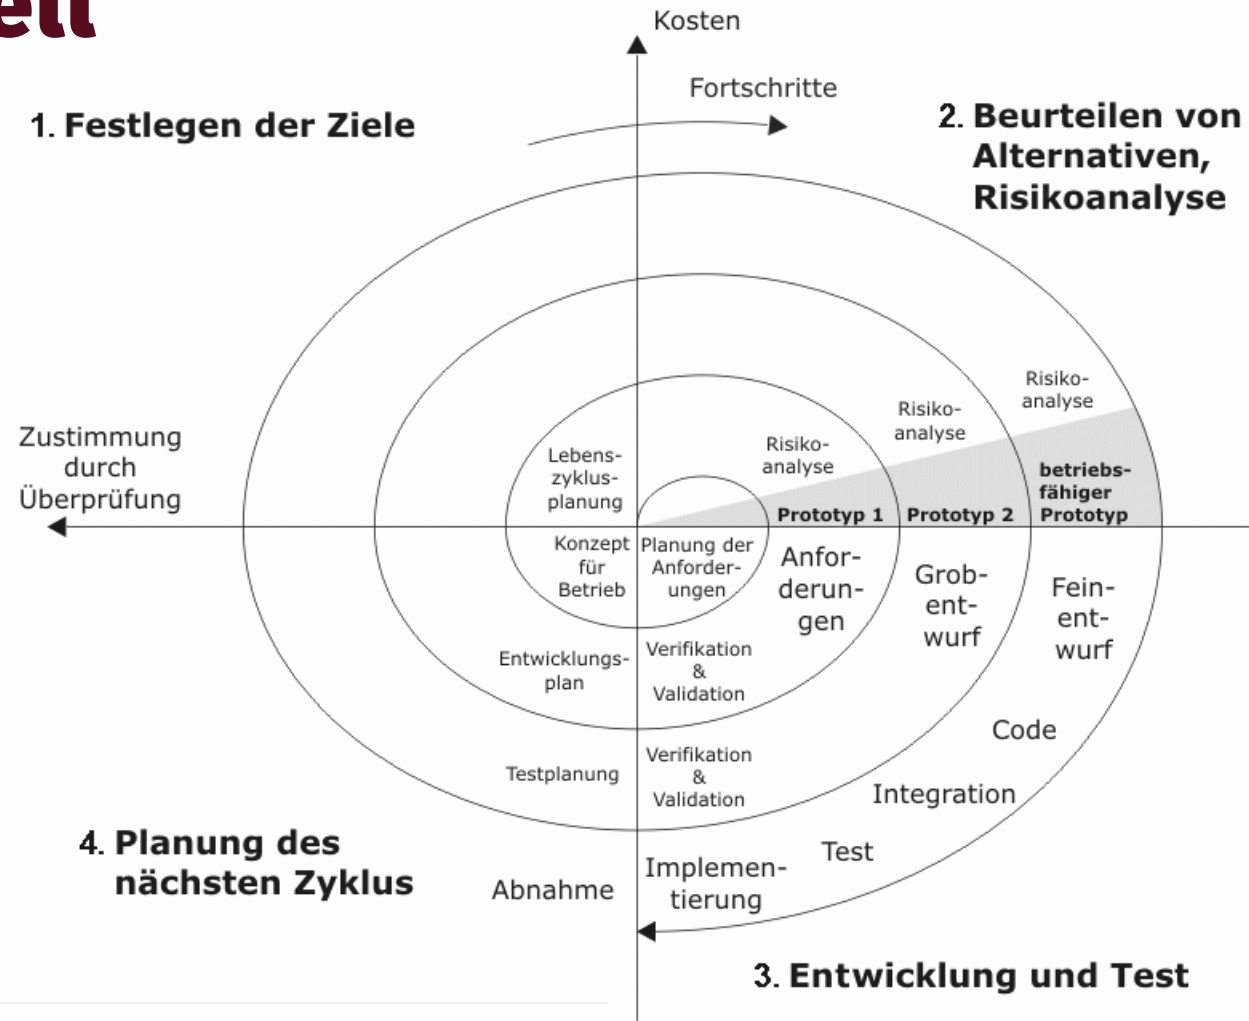 ell
Kosten
Fortschritte
1. Festlegen der Ziele
2. Beurteilen von
Alternativen,
Risikoanalyse
Zustimmung
durch
Überprüfung
Lebens-
zyklus-
planung
Risiko-
analyse
Risiko-
analyse
Risiko-
analyse
Prototyp 1
Prototyp 2
betriebs-
fähiger
Prototyp
Konzept
für
Betrieb
Planung der
Anforder-
ungen
Anfor-
derun-
gen
Grob-
ent-
wurf
Fein-
ent-
wurf
Entwicklungs-
plan
Verifikation
&
Validation
Code
Testplanung
Verifikation
&
Validation
Integration
Test
4. Planung des
nächsten Zyklus
Abnahme
Implemen-
tierung
3. Entwicklung und Test